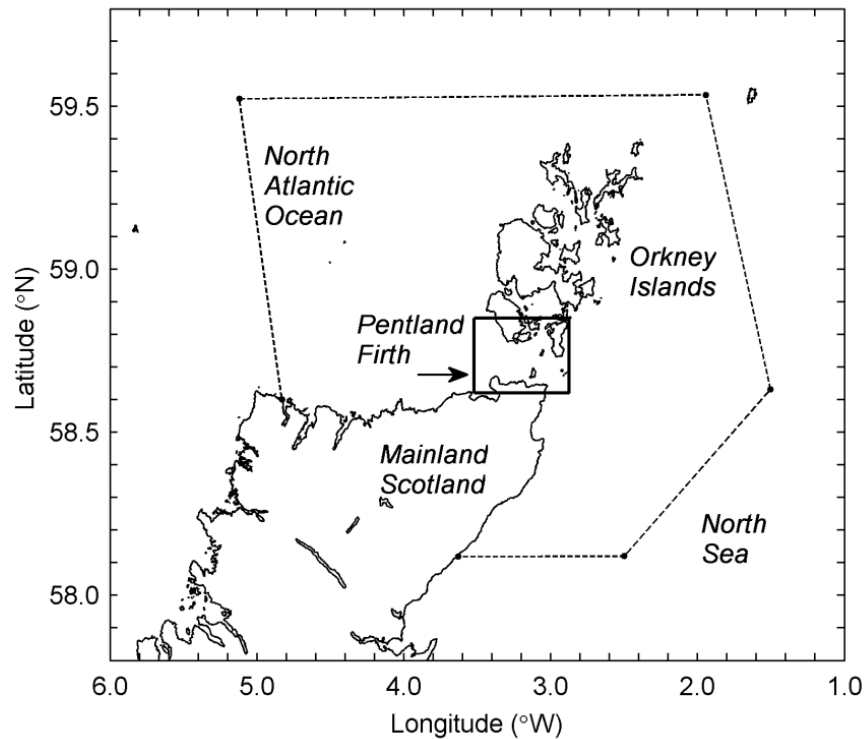 59.5
North
Atlantic
Ocean
59.0
Orkney
Islands
Pentland
Firth
Latitude (°N)
58.5
Mainland
Scotland
North
Sea
58.0
6.0 5.0 4.0 3.0 2.0 1.0
Longitude (°W)